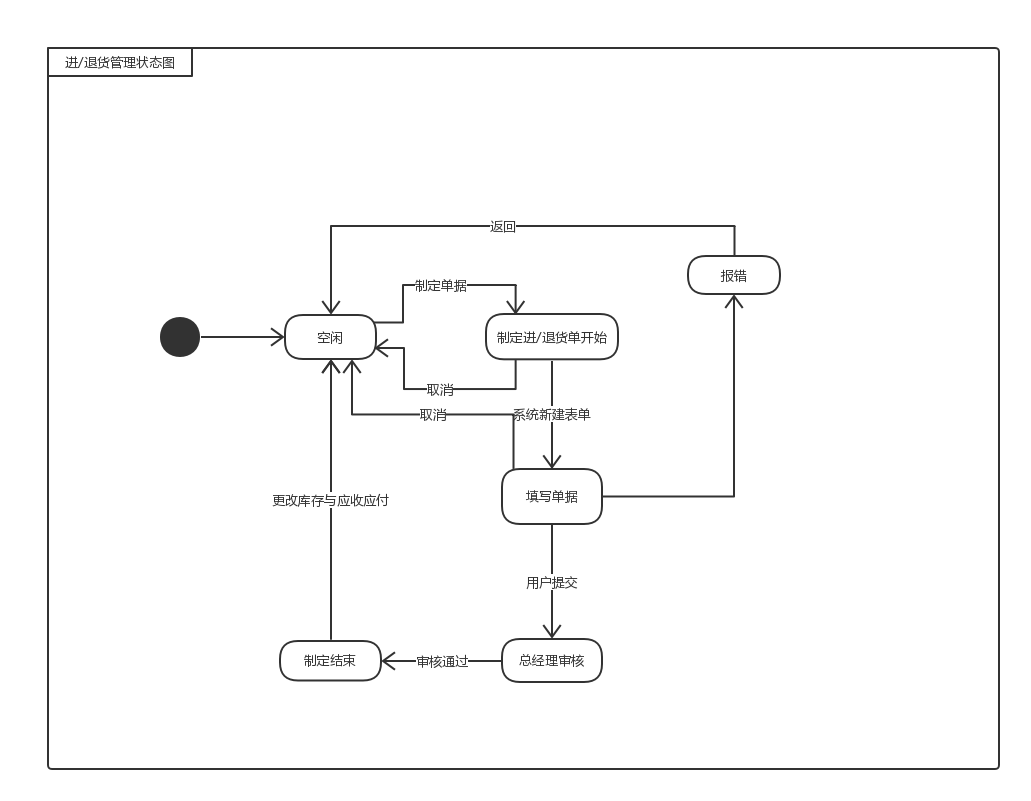 进/退货管理状态图
返回
报错
制定单据
空闲
制定进/退货单开始
取消
取消
系统新建表单
填写单据
更改库存与应收应付
用户提交
制定结束
审核通过
总经理审核